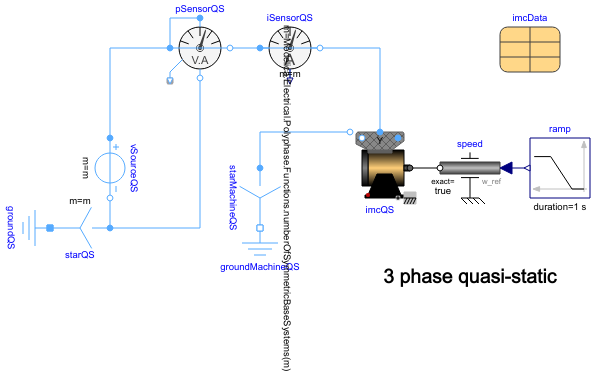 pSensorQS
iSensorQS
imcData
V.A
A
m=m
m=Modelica.Electrical.Polyphase.Functions.numberOfSymmetricBaseSystems(m)
vSourceQS
m=m
+
-
Y
speed
ramp
exact=
true
w_ref
duration=1 s
imcQS
starMachineQS
groundMachineQS
m=m
starQS
groundQS
3 phase quasi-static